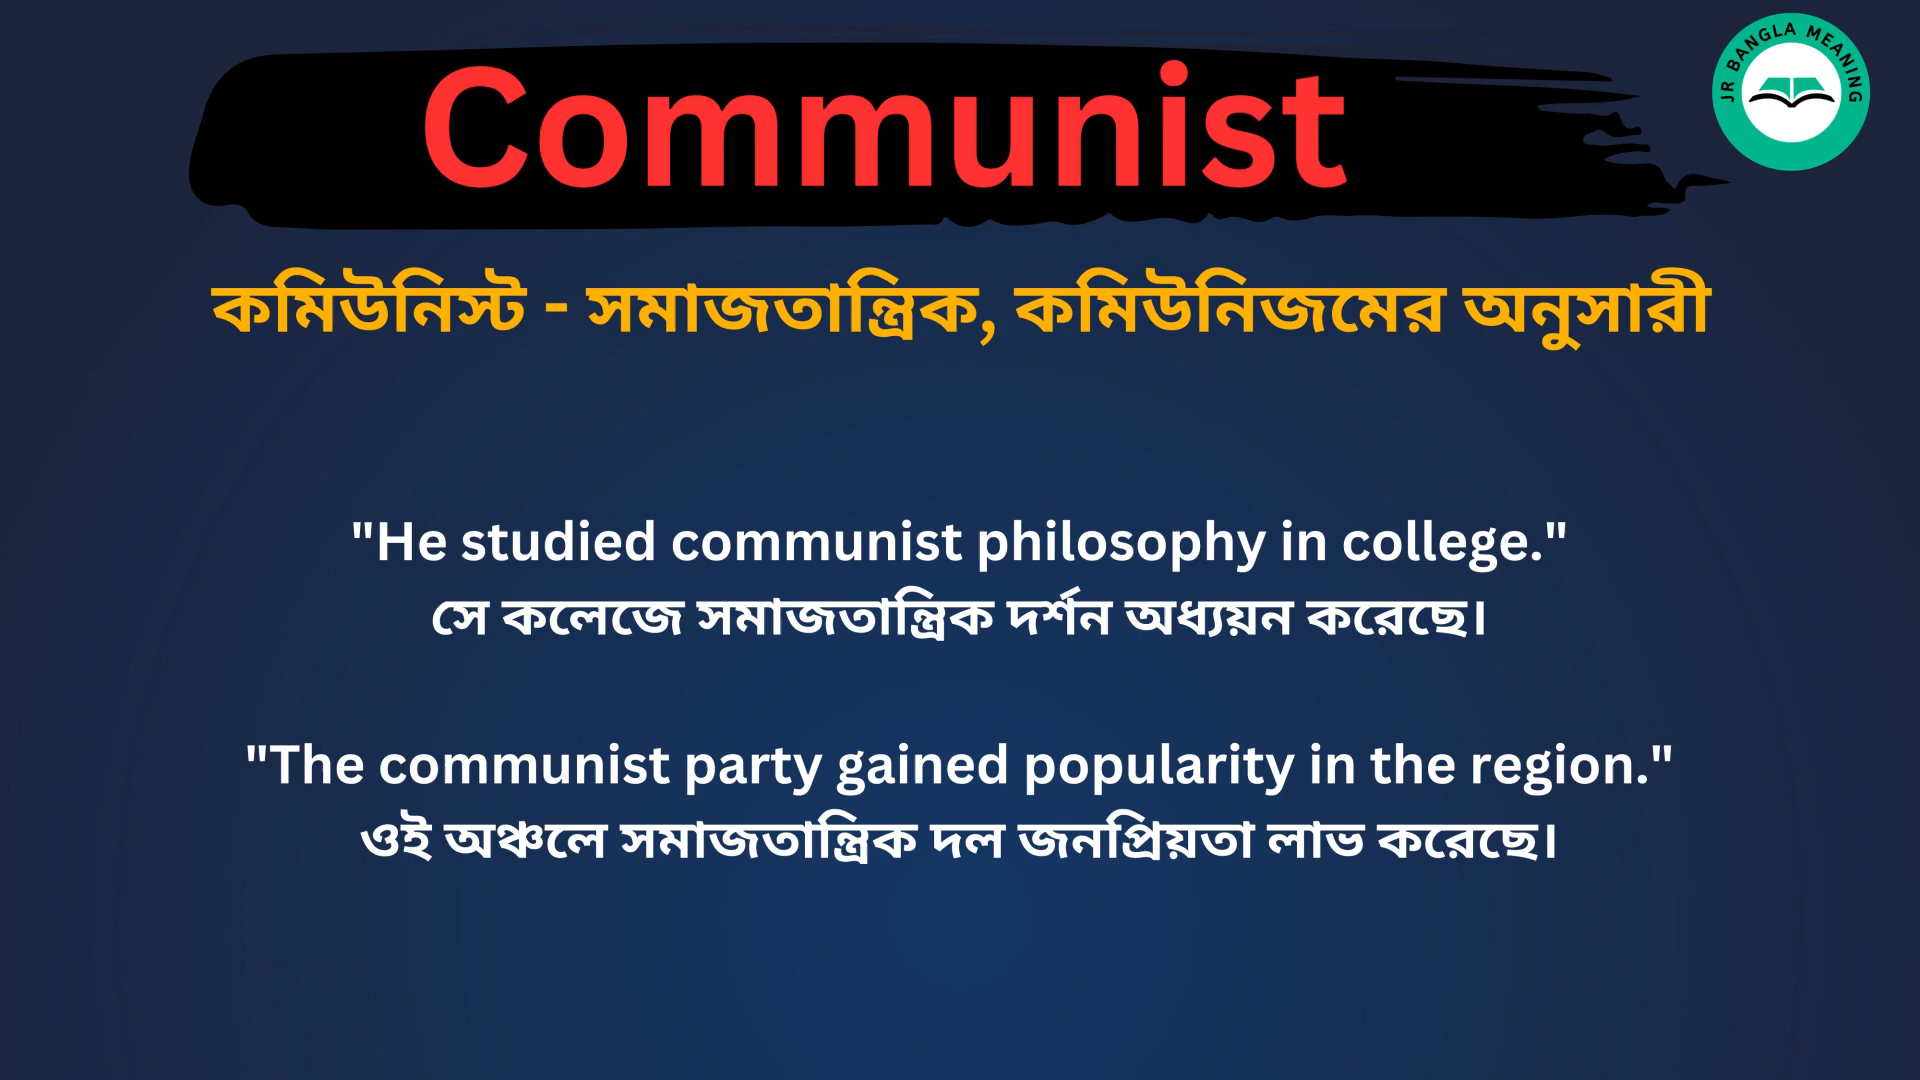 Communist
JR BANGLA MEANING
কমিউনিস্ট - সমাজতান্ত্রিক, কমিউনিজমের অনুসারী
"He studied communist philosophy in college."
সে কলেজে সমাজতান্ত্রিক দর্শন অধ্যয়ন করেছে।
"The communist party gained popularity in the region."
ওই অঞ্চলে সমাজতান্ত্রিক দল জনপ্রিয়তা লাভ করেছে।